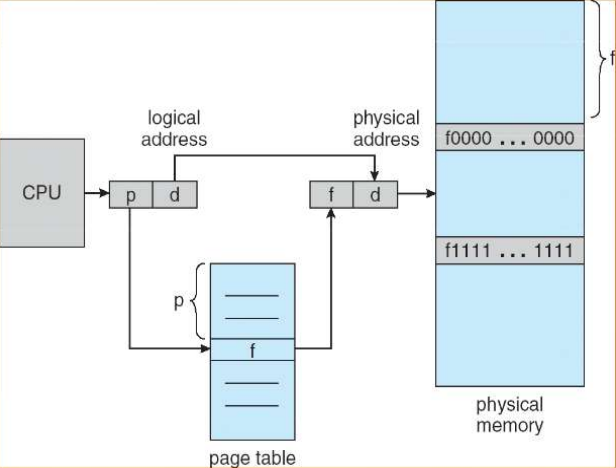 logical
address
physical
address
f
f0000 ... 0000
CPU
p d
f d
f1111 ... 1111
p
f
physical
memory
page table